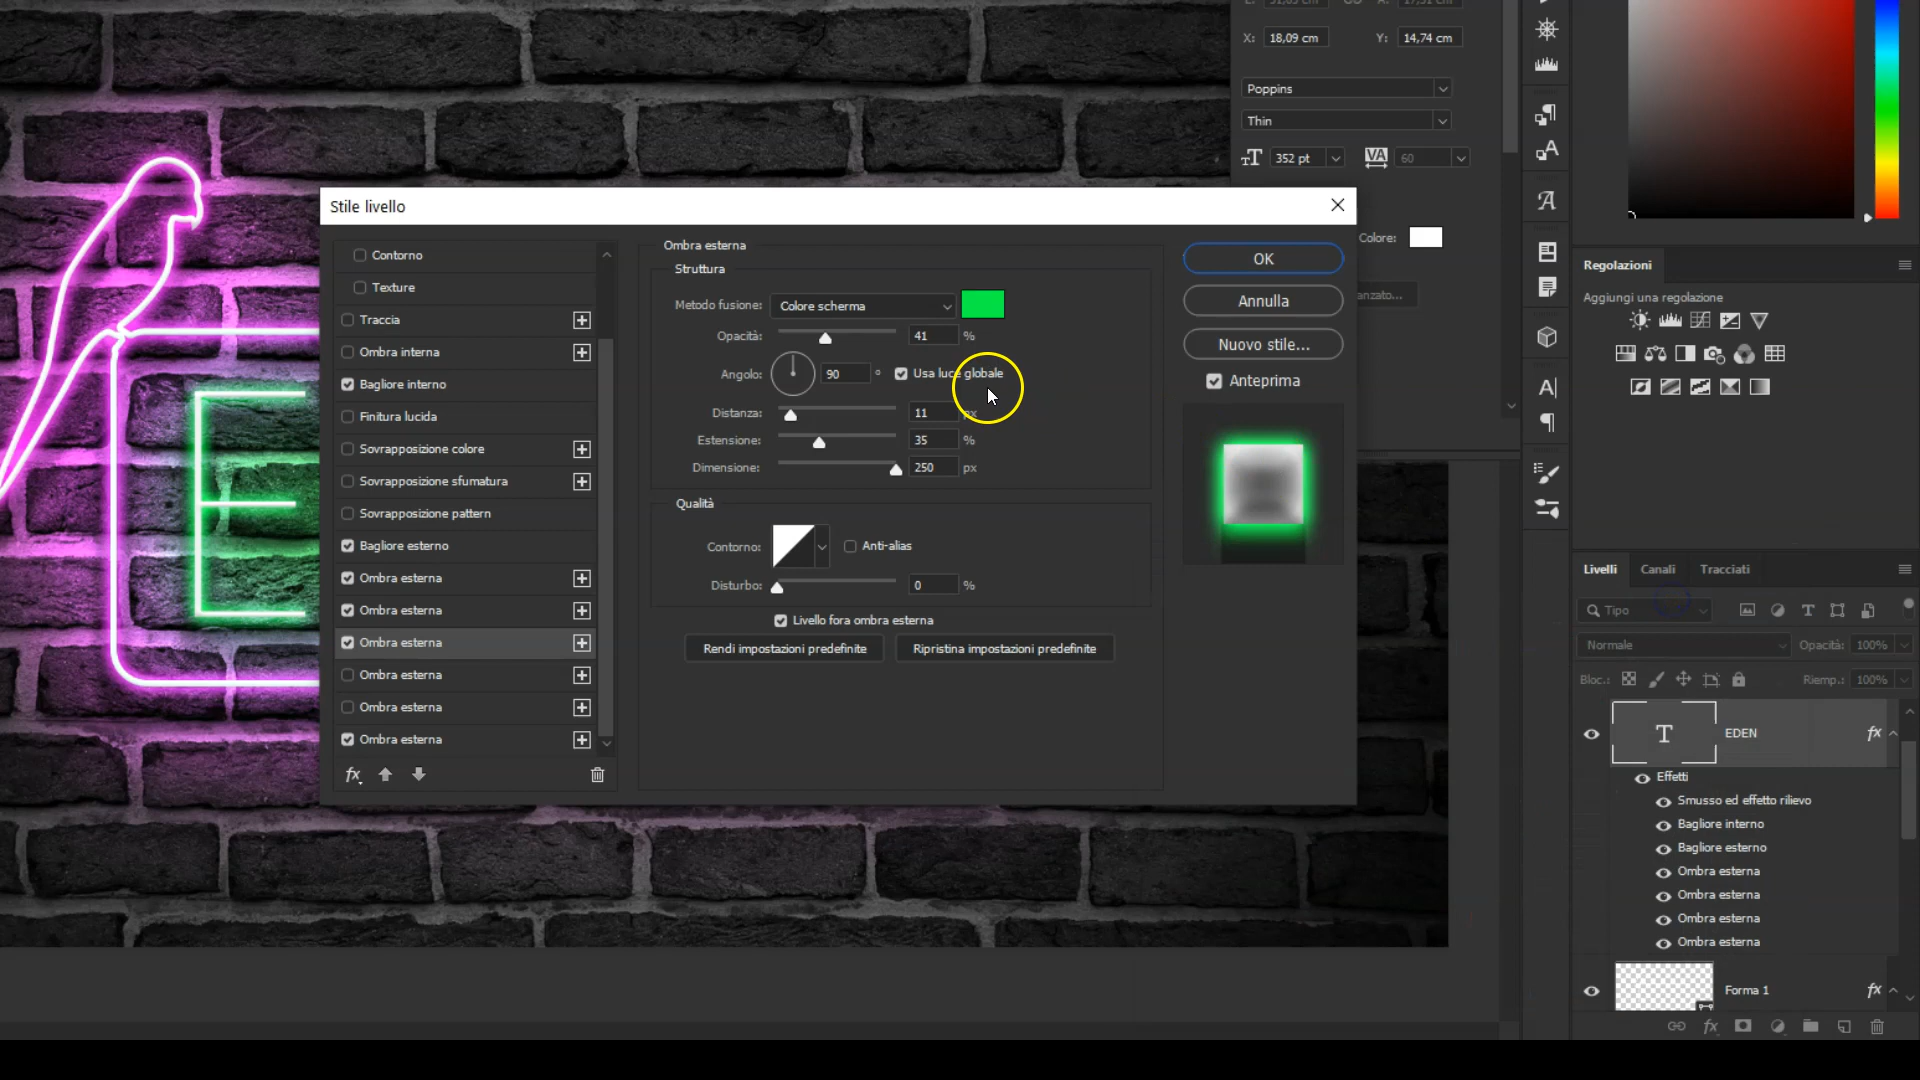 X: 18,09 cm Y: 14,74 cm
Poppins
Thin
352 pt VA 60
Stile livello
Colore:
Contorno
Texture
Traccia
Ombra interna
Bagliore interno
Finitura lucida
Sovrapposizione colore
Sovrapposizione sfumatura
Sovrapposizione pattern
Bagliore esterno
Ombra esterna
Ombra esterna
Ombra esterna
Ombra esterna
Ombra esterna
Ombra esterna
fx
Ombra esterna
Struttura
Metodo fusione: Colore scherma
Opacità: 41 %
Angolo: 90 ° Usa luce globale
Distanza: 11 px
Estensione: 35 %
Dimensione: 250 px
Qualità
Contorno: Anti-alias
Disturbo: 0 %
Livello fora ombra esterna
Rendi impostazioni predefinite Ripristina impostazioni predefinite
OK
Annulla
Nuovo stile...
Anteprima
E
Regolazioni
Aggiungi una regolazione
Livelli Canali Tracciati
Tipo
Normale Opacità: 100%
Bloc.: Riemp.: 100%
T EDEN fx
Effetti
Smusso ed effetto rilievo
Bagliore interno
Bagliore esterno
Ombra esterna
Ombra esterna
Ombra esterna
Ombra esterna
Forma 1 fx
fx